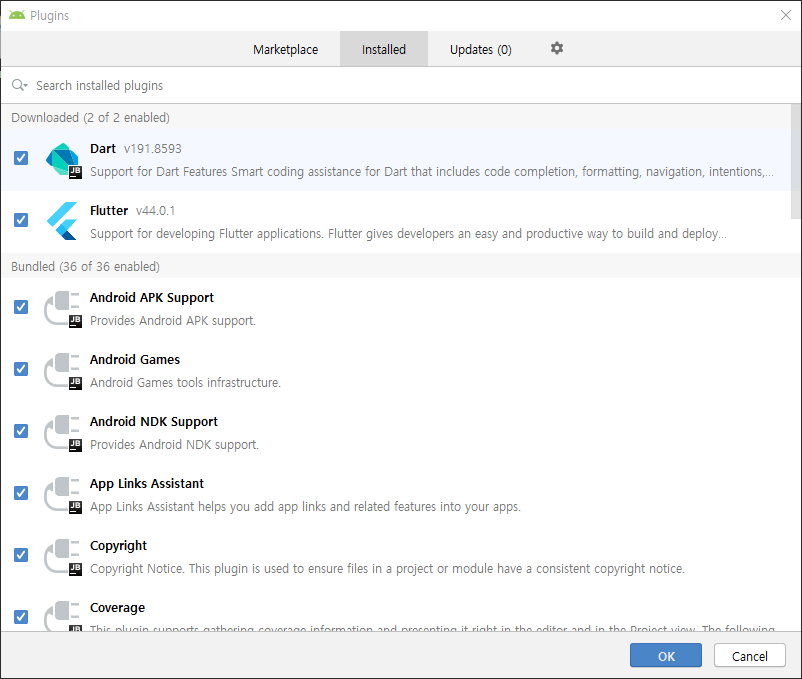 Plugins
Marketplace Installed Updates (0)
Search installed plugins
Downloaded (2 of 2 enabled)
Dart v191.8593
Support for Dart Features Smart coding assistance for Dart that includes code completion, formatting, navigation, intentions,...
JB
Flutter v44.0.1
Support for developing Flutter applications. Flutter gives developers an easy and productive way to build and deploy...
Bundled (36 of 36 enabled)
Android APK Support
Provides Android APK support.
JB
Android Games
Android Games tools infrastructure.
JB
Android NDK Support
Provides Android NDK support.
JB
App Links Assistant
App Links Assistant helps you add app links and related features into your apps.
JB
Copyright
Copyright Notice. This plugin is used to ensure files in a project or module have a consistent copyright notice.
JB
Coverage
This plugin supports gathering coverage information and presenting it right in the editor and in the Project view. The following
JB
OK Cancel